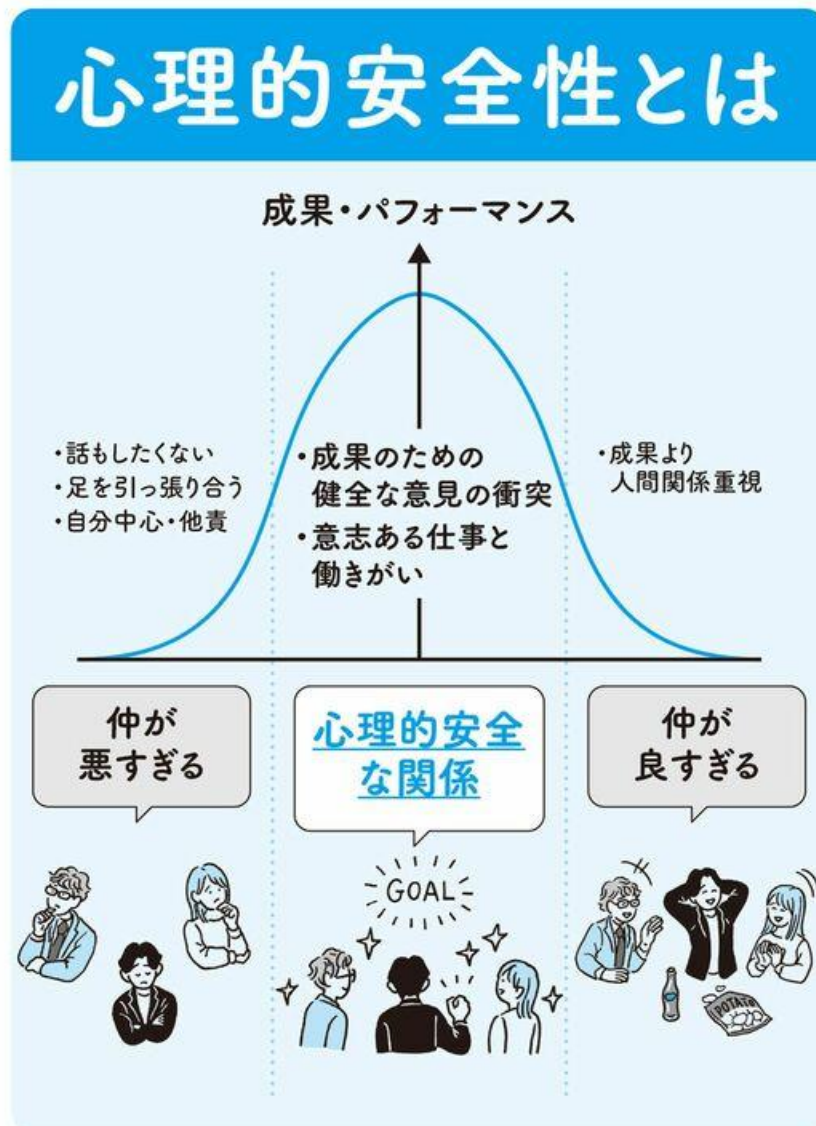 心理的安全性とは
成果・パフォーマンス
・話もしたくない
・足を引っ張り合う
・自分中心・他責
・成果のための
健全な意見の衝突
・意志ある仕事と
働きがい
・成果より
人間関係重視
仲が
悪すぎる
心理的安全
な関係
仲が
良すぎる
GOAL
POTATO